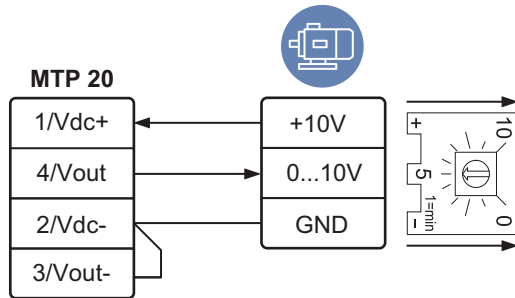 MTP 20
1/Vdc+
4/Vout
2/Vdc-
3/Vout-
+10V
0...10V
GND
+ 10
5
1=min
- 0